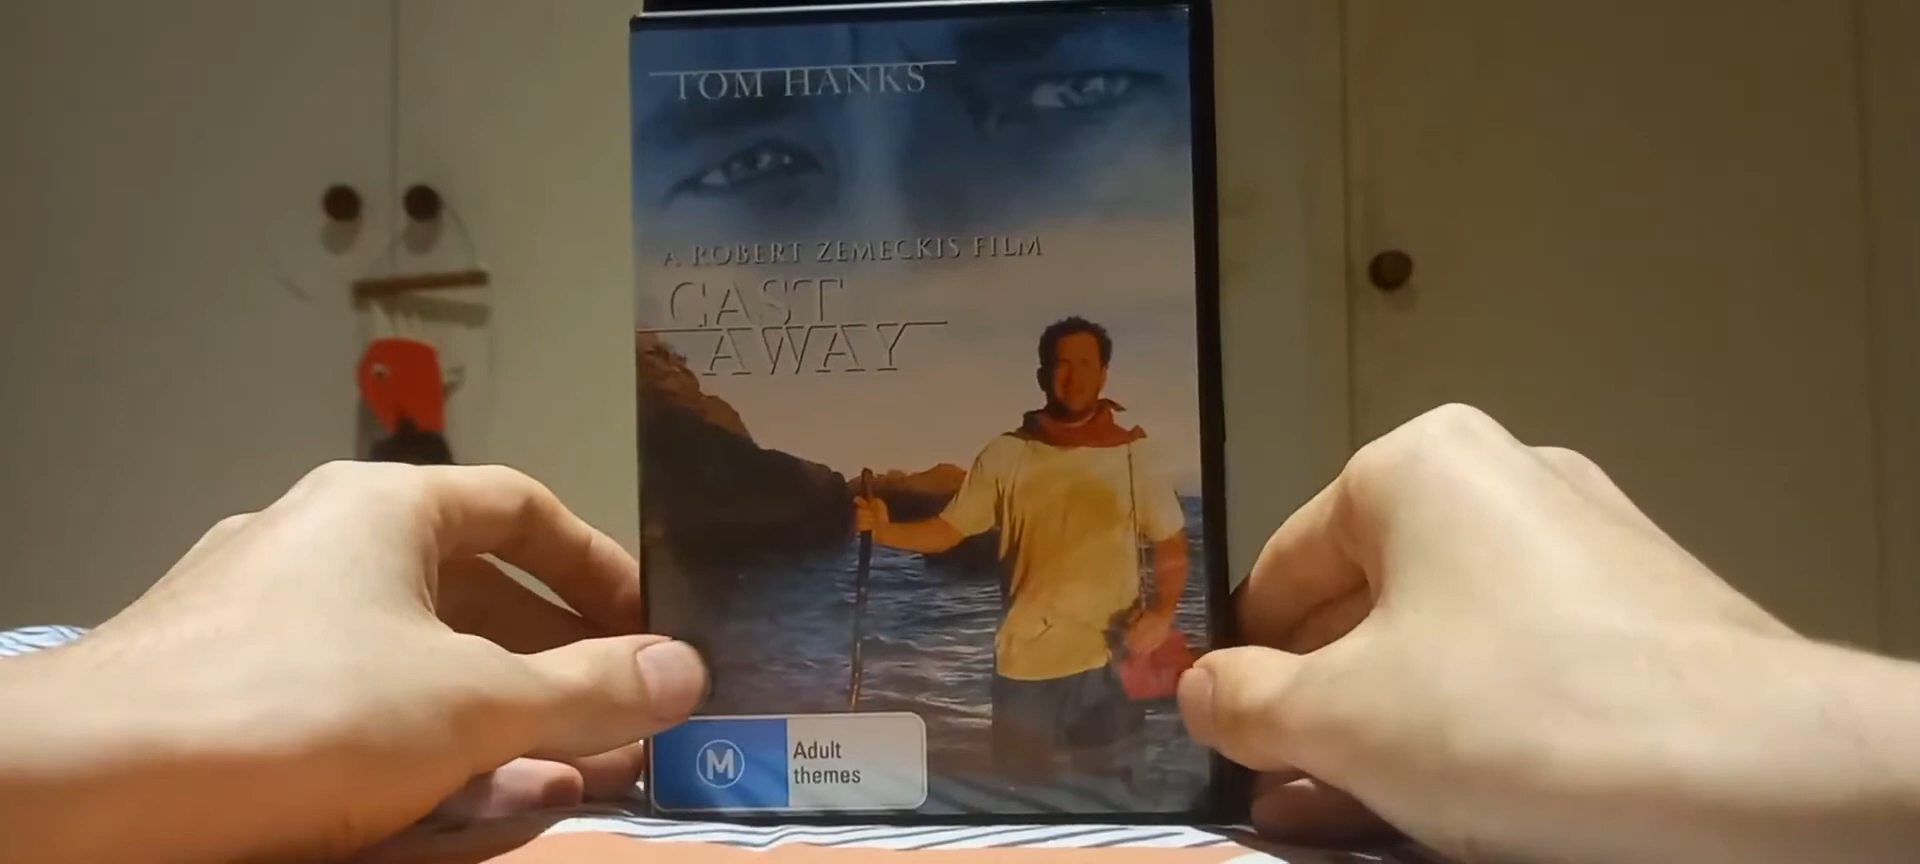 TOM HANKS
A ROBERT ZEMECKIS FILM
CAST
AWAY
M
Adult
themes